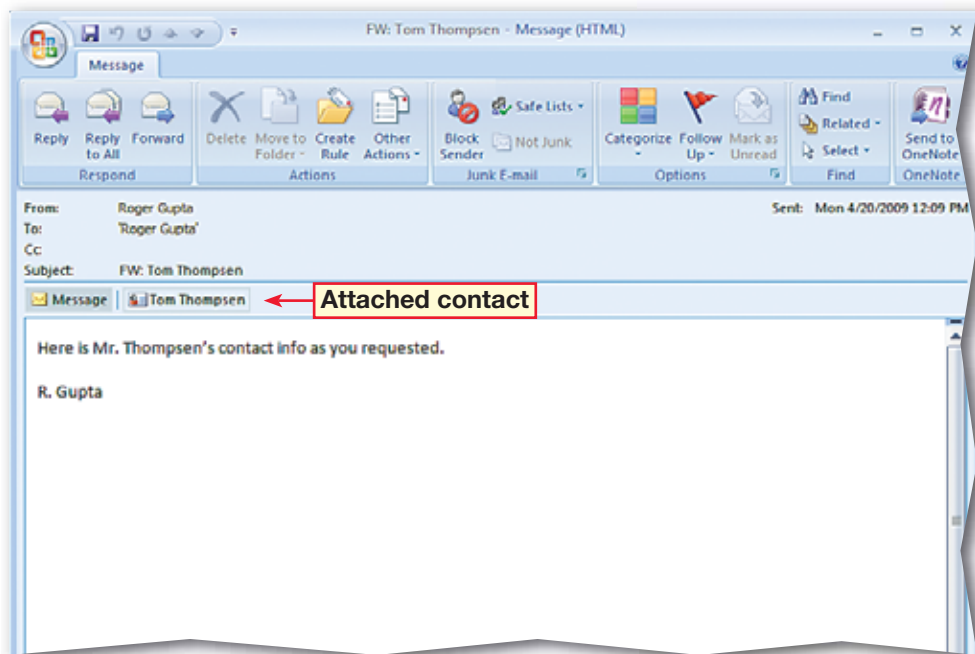 FW: Tom Thompsen - Message (HTML)
Message
Reply Reply to All Forward Delete Move to Folder Create Rule Other Actions Block Sender Safe Lists Not Junk Categorize Follow Up Mark as Unread Find Related Select Send to OneNote
Respond Actions Junk E-mail Options Find OneNote
From: Roger Gupta Sent: Mon 4/20/2009 12:09 PM
To: 'Roger Gupta'
Cc:
Subject: FW: Tom Thompsen
Message Tom Thompsen Attached contact
Here is Mr. Thompsen's contact info as you requested.
R. Gupta